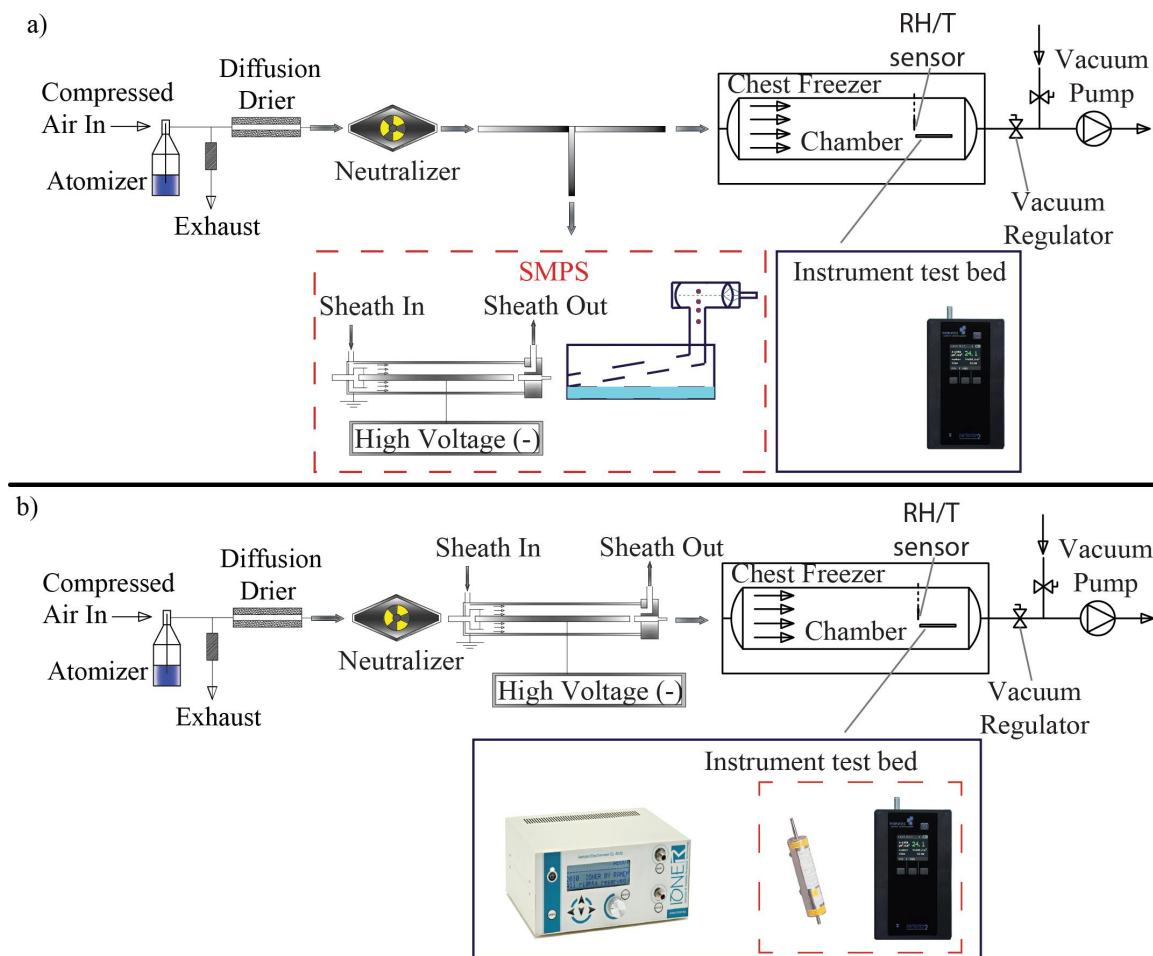 a)
Compressed
Air In
Atomizer
Exhaust
Diffusion
Drier
Neutralizer
RH/T
sensor
Chest Freezer
Chamber
Vacuum
Pump
Vacuum
Regulator
SMPS
Sheath In
Sheath Out
High Voltage (-)
Instrument test bed
24.1
b)
Compressed
Air In
Atomizer
Exhaust
Diffusion
Drier
Neutralizer
Sheath In
Sheath Out
High Voltage (-)
RH/T
sensor
Chest Freezer
Chamber
Vacuum
Pump
Vacuum
Regulator
Instrument test bed
IONER
24.1